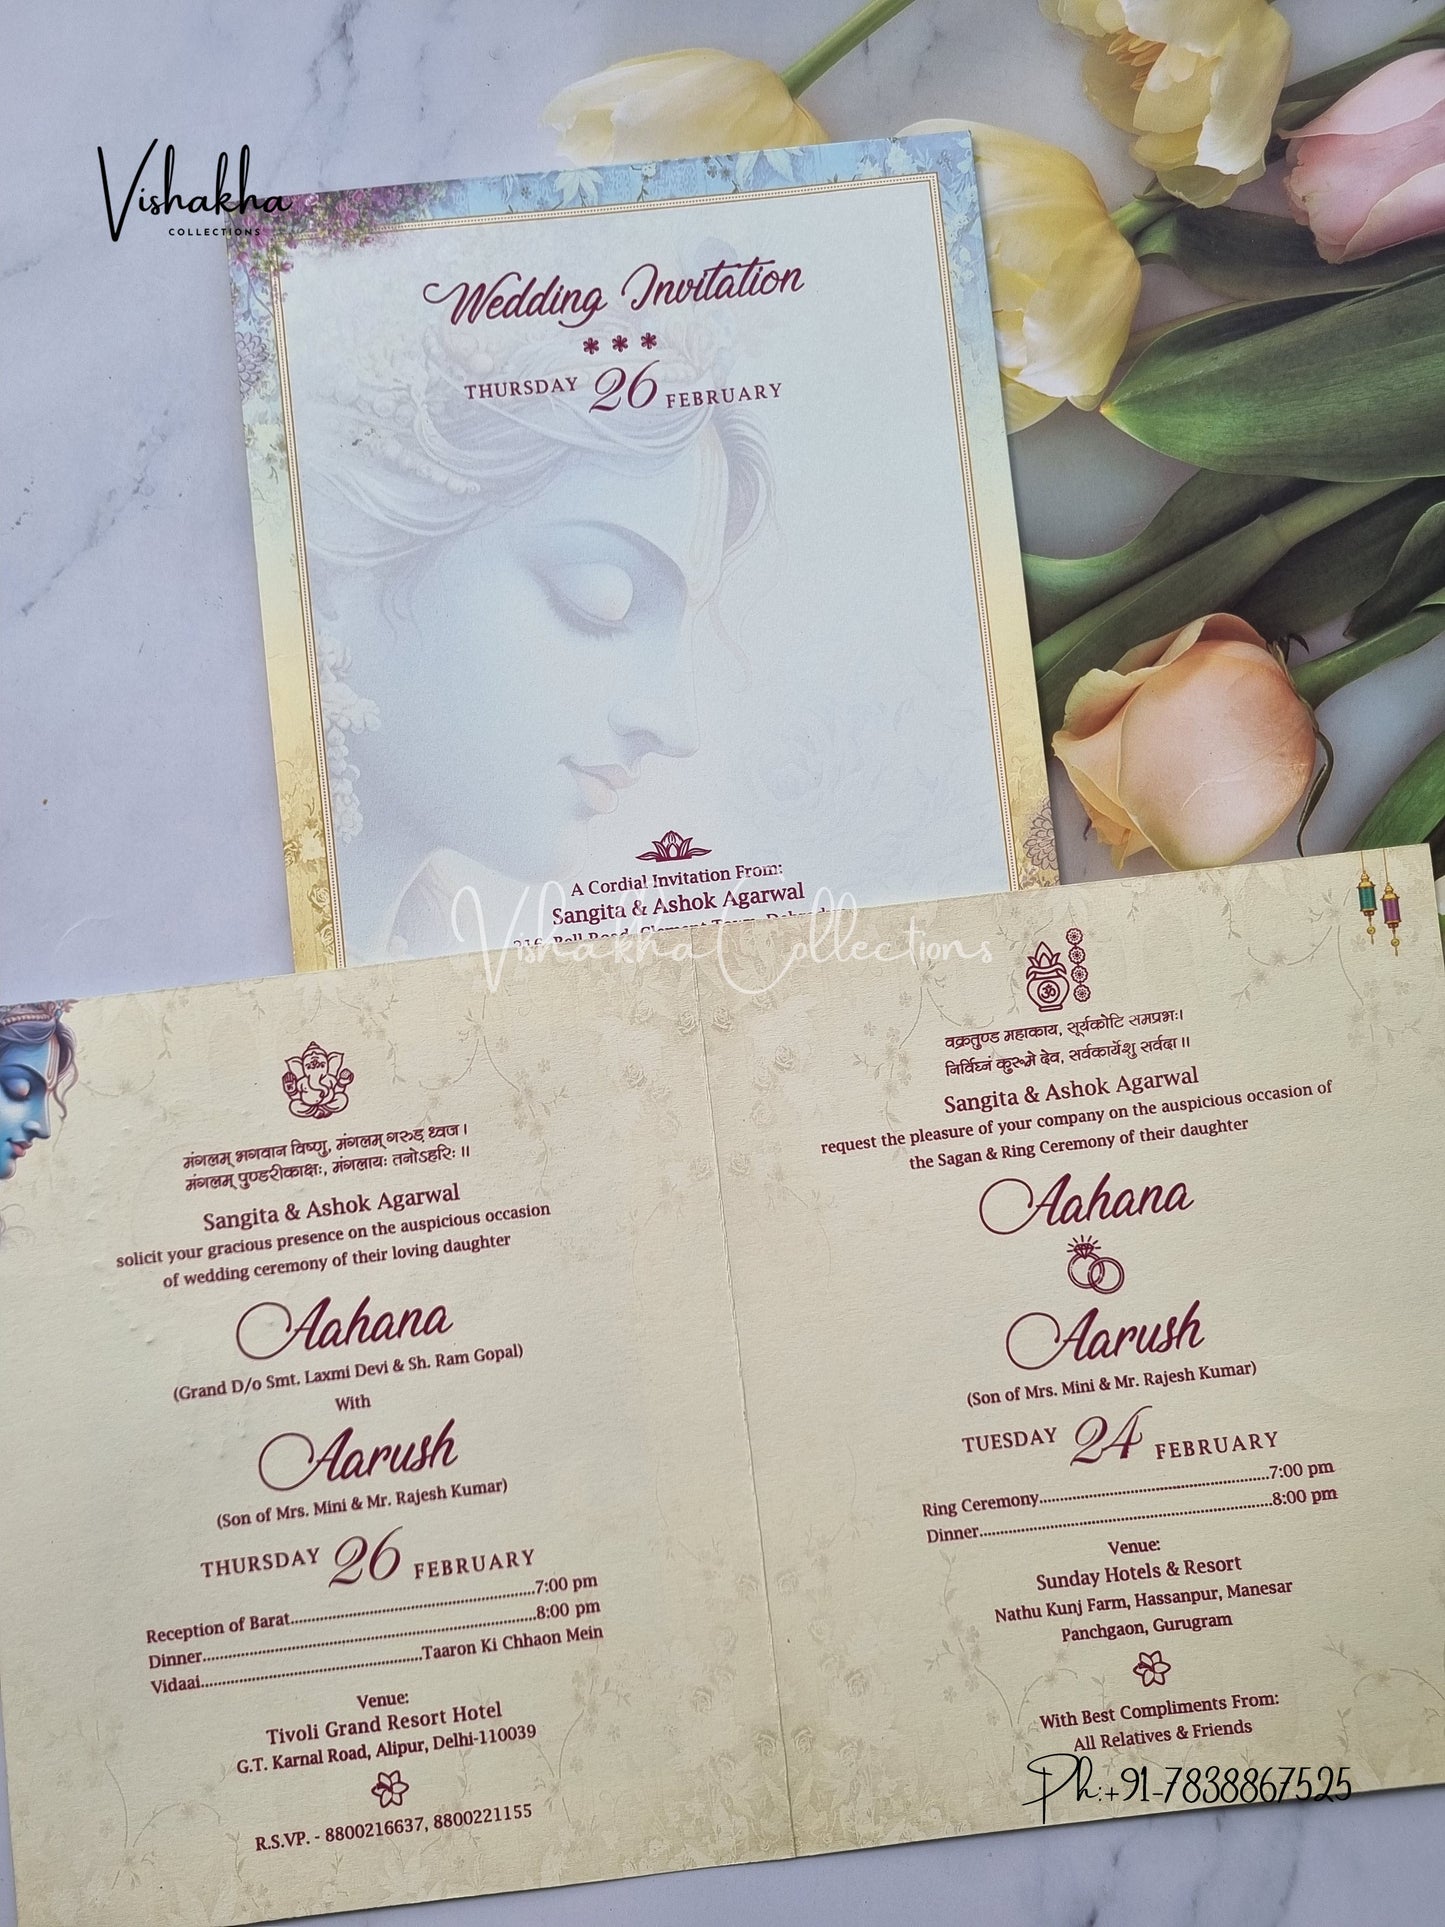 Vishakha
COLLECTIONS
Wedding Invitation
THURSDAY 26 FEBRUARY
A Cordial Invitation From:
Sangita & Ashok Agarwal
Vishakha Collections
मंगलम् भगवान विष्णु, मंगलम् गरुड़ ध्वज।
मंगलम् पुण्डरीकाक्षः, मंगलायः तनोऽहरिः॥
Sangita & Ashok Agarwal
solicit your gracious presence on the auspicious occasion
of wedding ceremony of their loving daughter
Aahana
(Grand D/o Smt. Laxmi Devi & Sh. Ram Gopal)
With
Aarush
(Son of Mrs. Mini & Mr. Rajesh Kumar)
THURSDAY 26 FEBRUARY
Reception of Barat.......................................................7:00 pm
Dinner..............................................................................8:00 pm
Vidaai....................................................Taaron Ki Chhaon Mein
Venue:
Tivoli Grand Resort Hotel
G.T. Karnal Road, Alipur, Delhi-110039
R.S.VP. - 8800216637, 8800221155
वक्रतुण्ड महाकाय, सूर्यकोटि समप्रभः।
निर्विघ्नं कुरूमे देव, सर्वकार्येशु सर्वदा॥
Sangita & Ashok Agarwal
request the pleasure of your company on the auspicious occasion of
the Sagan & Ring Ceremony of their daughter
Aahana
Aarush
(Son of Mrs. Mini & Mr. Rajesh Kumar)
TUESDAY 24 FEBRUARY
Ring Ceremony.......................................................7:00 pm
Dinner.....................................................................8:00 pm
Venue:
Sunday Hotels & Resort
Nathu Kunj Farm, Hassanpur, Manesar
Panchgaon, Gurugram
With Best Compliments From:
All Relatives & Friends
Ph:+91-7838867525